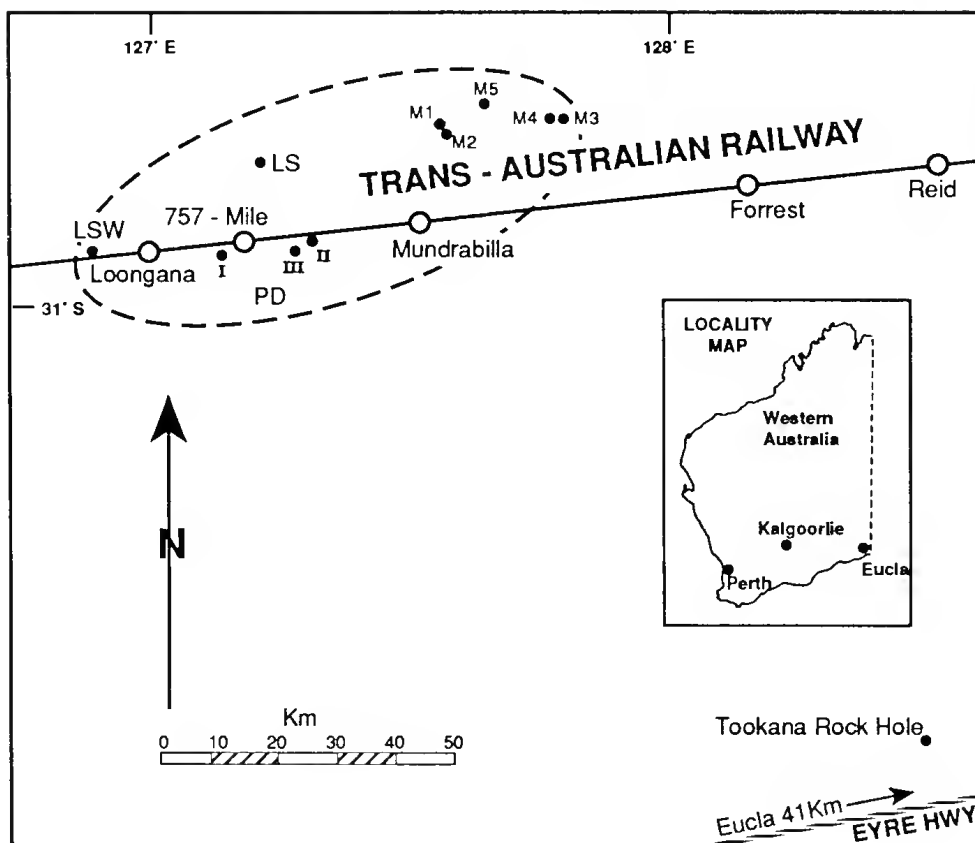 127° E
128° E
M5
M1
M2
M4
M3
LS
TRANS - AUSTRALIAN RAILWAY
Reid
Forrest
757 - Mile
Mundrabilla
LSW
Loongana
I
III
II
PD
31° S
LOCALITY
MAP
Western
Australia
Kalgoorlie
Eucla
Perth
N
Km
0 10 20 30 40 50
Tookana Rock Hole
Eucla 41Km
EYRE HWY